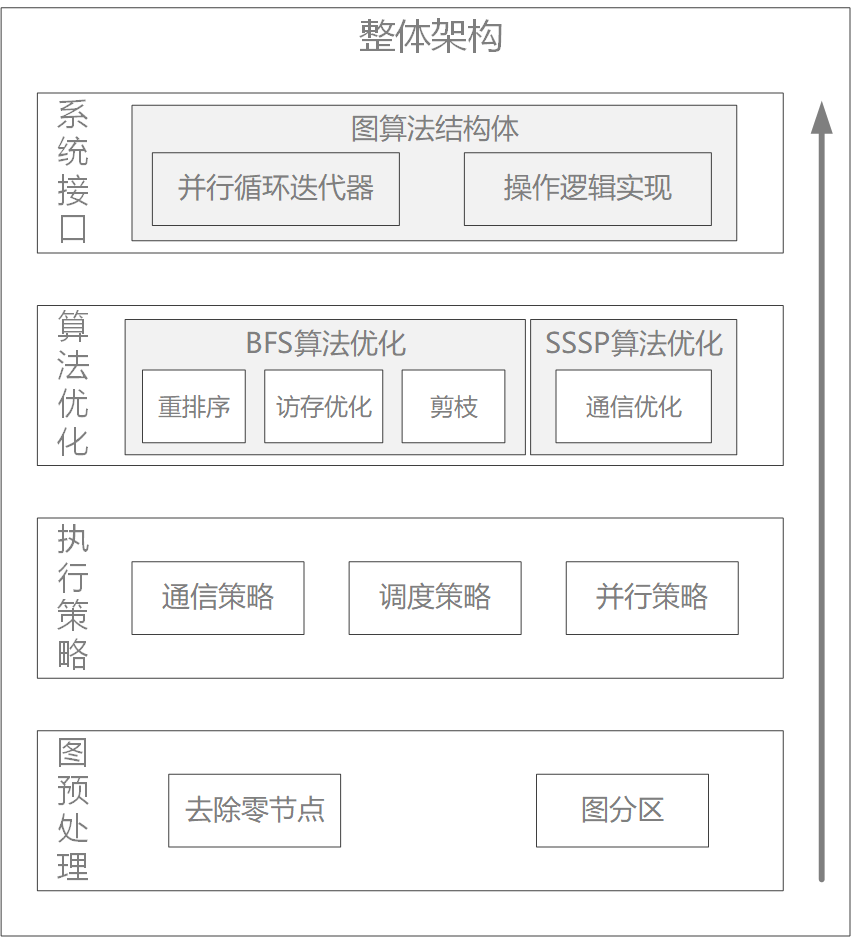 整体架构
系统接口
图算法结构体
并行循环迭代器
操作逻辑实现
算法优化
BFS算法优化
重排序
访存优化
剪枝
SSSP算法优化
通信优化
执行策略
通信策略
调度策略
并行策略
图预处理
去除零节点
图分区